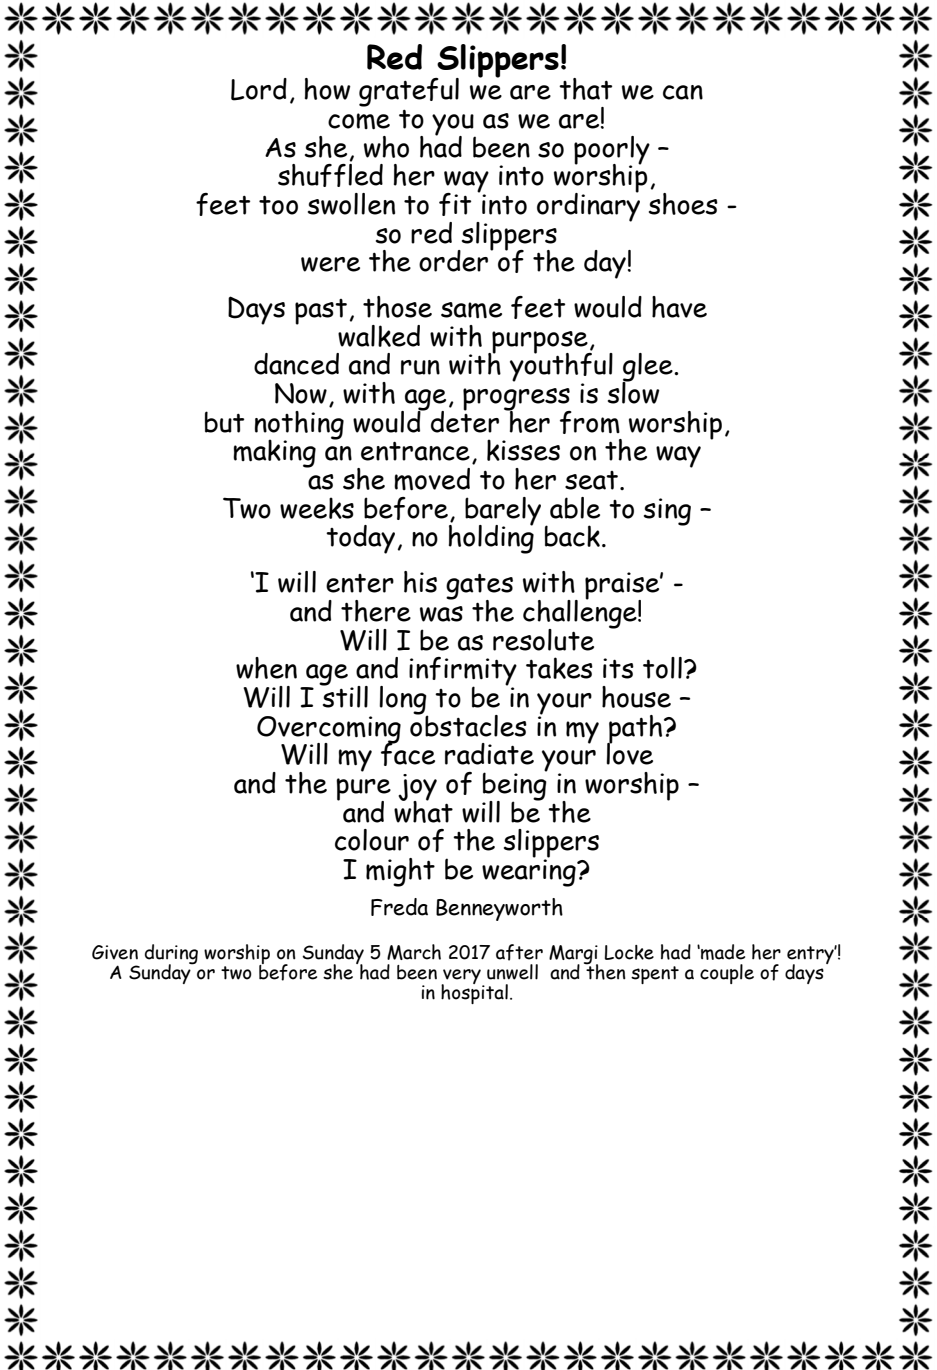 Red Slippers!
Lord, how grateful we are that we can
come to you as we are!
As she, who had been so poorly –
shuffled her way into worship,
feet too swollen to fit into ordinary shoes -
so red slippers
were the order of the day!
Days past, those same feet would have
walked with purpose,
danced and run with youthful glee.
Now, with age, progress is slow
but nothing would deter her from worship,
making an entrance, kisses on the way
as she moved to her seat.
Two weeks before, barely able to sing –
today, no holding back.
‘I will enter his gates with praise’ -
and there was the challenge!
Will I be as resolute
when age and infirmity takes its toll?
Will I still long to be in your house –
Overcoming obstacles in my path?
Will my face radiate your love
and the pure joy of being in worship –
and what will be the
colour of the slippers
I might be wearing?
Freda Benneyworth
Given during worship on Sunday 5 March 2017 after Margi Locke had ‘made her entry’!
A Sunday or two before she had been very unwell  and then spent a couple of days
in hospital.